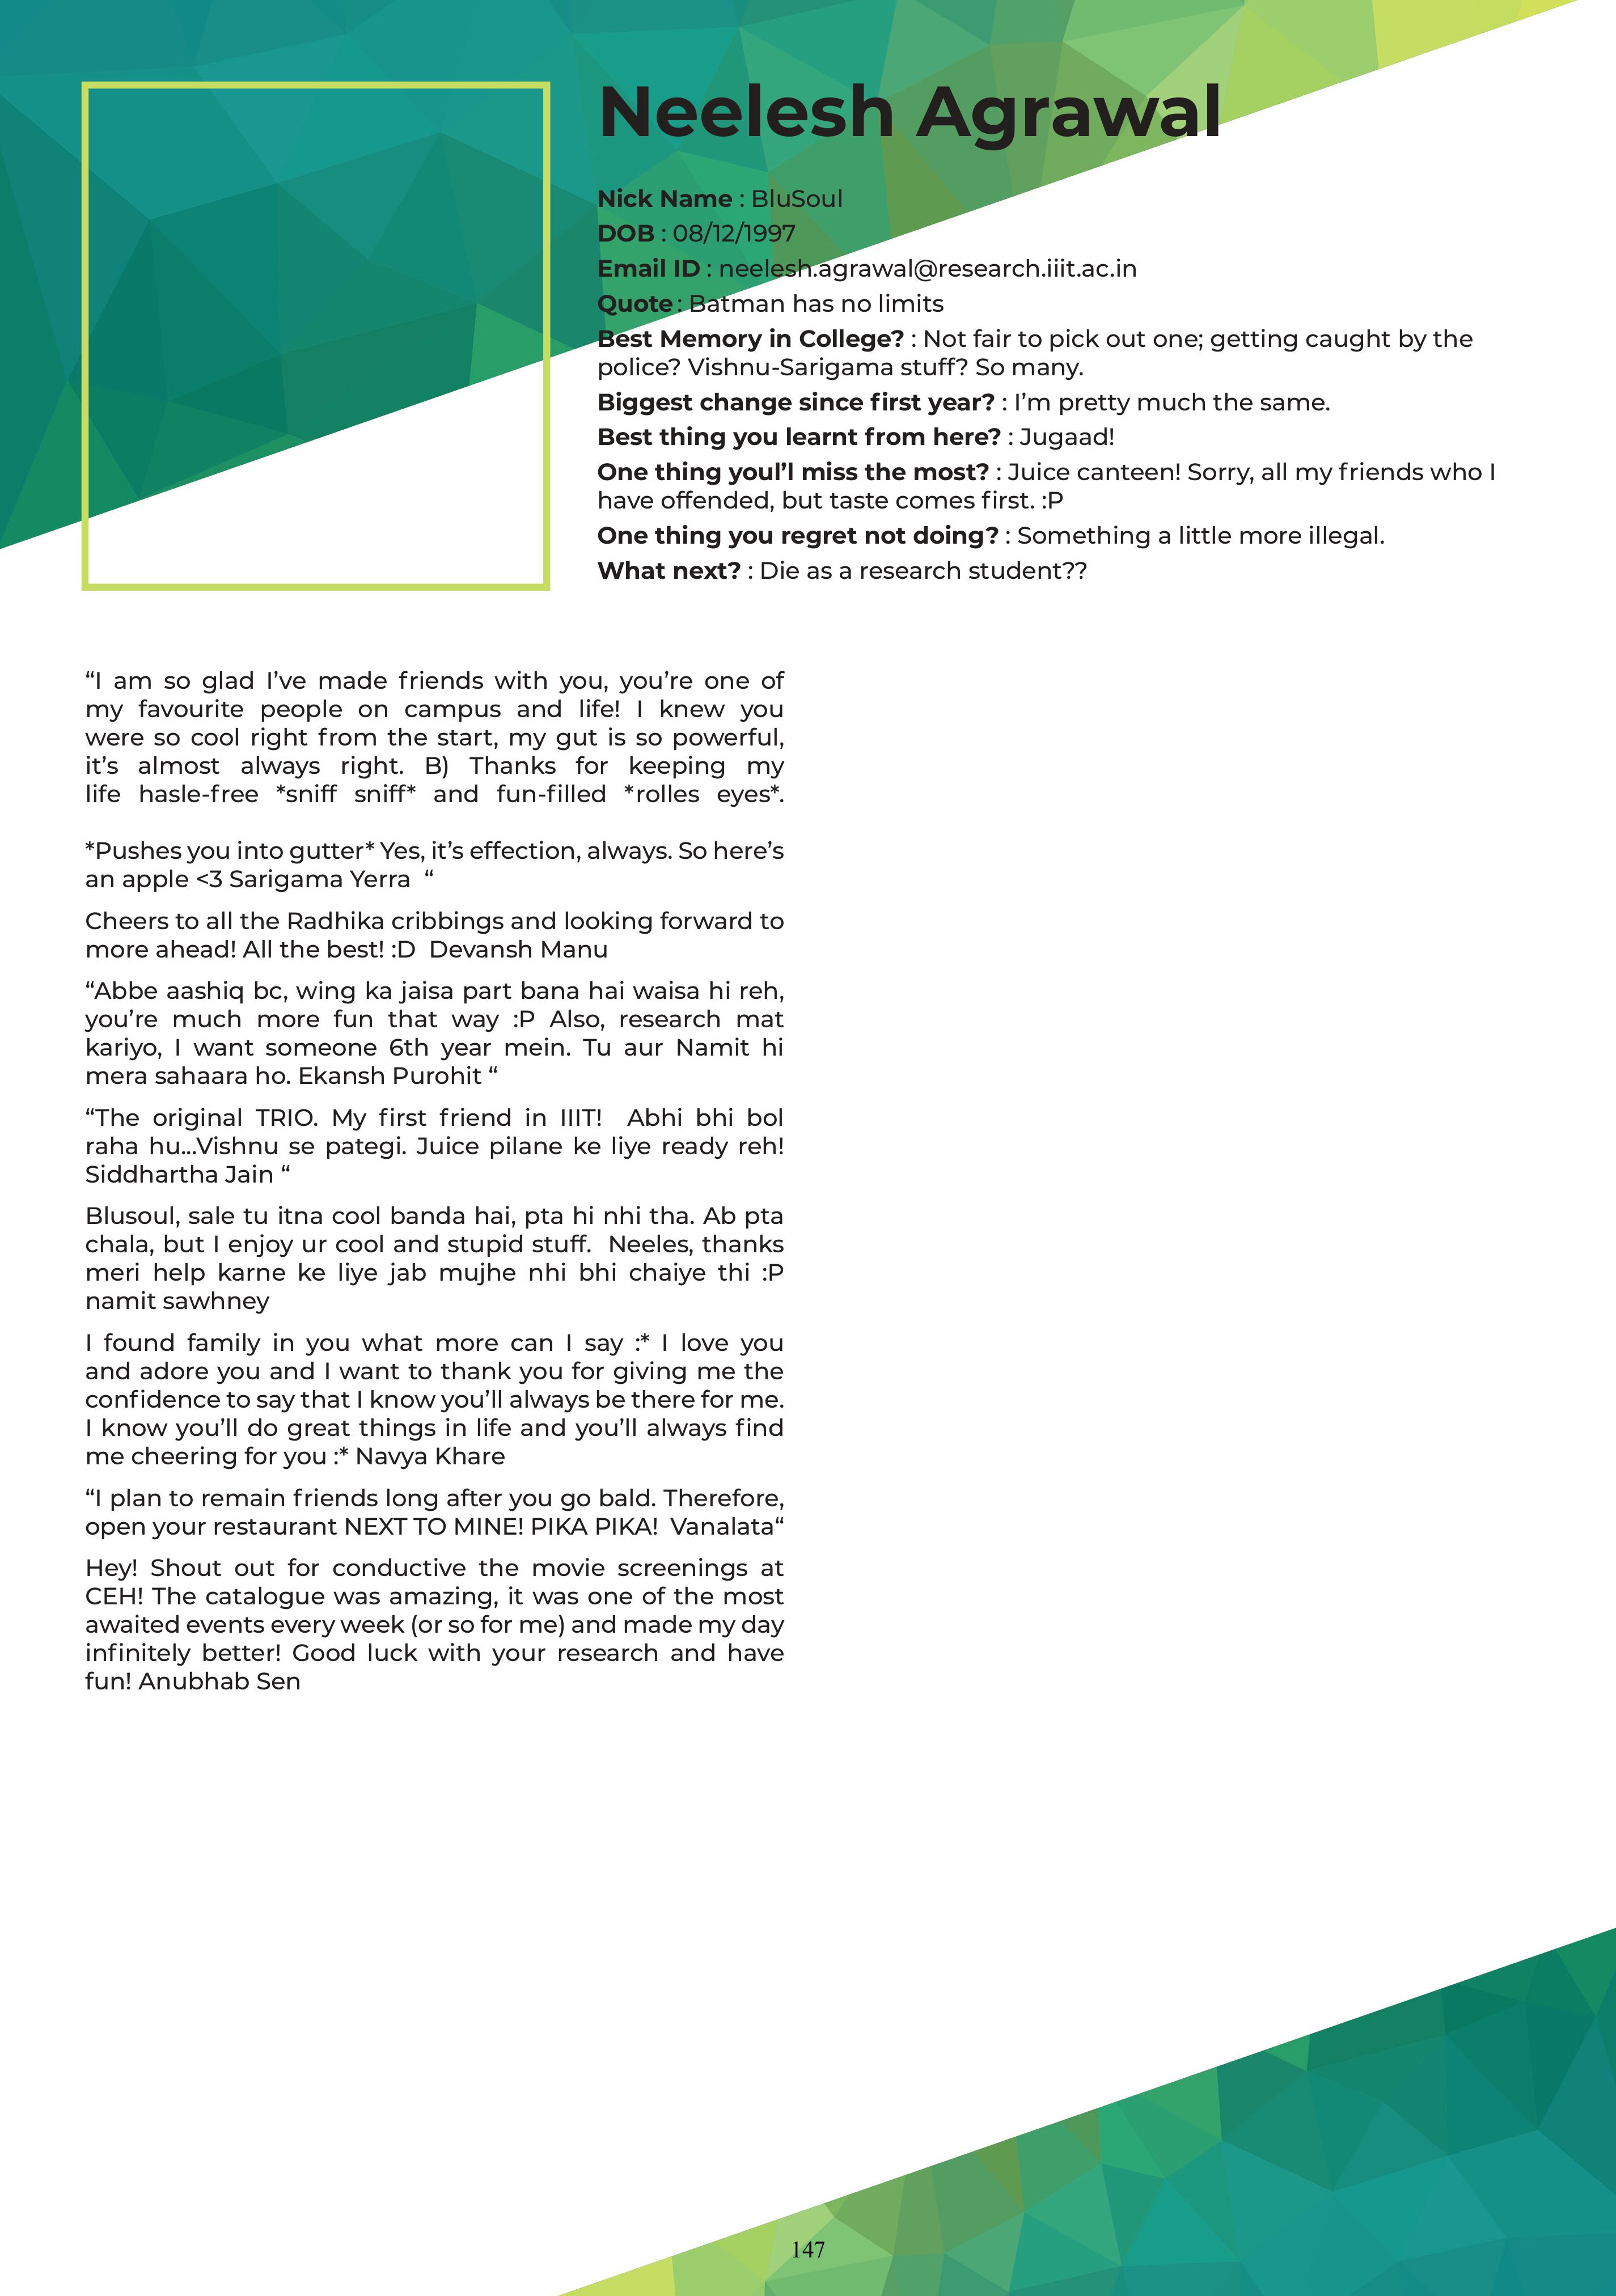 Neelesh Agrawal
Nick Name : BluSoul
DOB : 08/12/1997
Email ID : neelesh.agrawal@research.iiit.ac.in
Quote : Batman has no limits
Best Memory in College? : Not fair to pick out one; getting caught by the
police? Vishnu-Sarigama stuff? So many.
Biggest change since first year? : I’m pretty much the same.
Best thing you learnt from here? : Jugaad!
One thing youl’l miss the most? : Juice canteen! Sorry, all my friends who I
have offended, but taste comes first. :P
One thing you regret not doing? : Something a little more illegal.
What next? : Die as a research student??
“I am so glad I’ve made friends with you, you’re one of
my favourite people on campus and life! I knew you
were so cool right from the start, my gut is so powerful,
it’s almost always right. B) Thanks for keeping my
life hasle-free *sniff sniff* and fun-filled *rolles eyes*.
*Pushes you into gutter* Yes, it’s effection, always. So here’s
an apple <3 Sarigama Yerra “
Cheers to all the Radhika cribbings and looking forward to
more ahead! All the best! :D Devansh Manu
“Abbe aashiq bc, wing ka jaisa part bana hai waisa hi reh,
you’re much more fun that way :P Also, research mat
kariyo, I want someone 6th year mein. Tu aur Namit hi
mera sahaara ho. Ekansh Purohit “
“The original TRIO. My first friend in IIIT! Abhi bhi bol
raha hu...Vishnu se pategi. Juice pilane ke liye ready reh!
Siddhartha Jain “
Blusoul, sale tu itna cool banda hai, pta hi nhi tha. Ab pta
chala, but I enjoy ur cool and stupid stuff. Neeles, thanks
meri help karne ke liye jab mujhe nhi bhi chaiye thi :P
namit sawhney
I found family in you what more can I say :* I love you
and adore you and I want to thank you for giving me the
confidence to say that I know you’ll always be there for me.
I know you’ll do great things in life and you’ll always find
me cheering for you :* Navya Khare
“I plan to remain friends long after you go bald. Therefore,
open your restaurant NEXT TO MINE! PIKA PIKA! Vanalata“
Hey! Shout out for conductive the movie screenings at
CEH! The catalogue was amazing, it was one of the most
awaited events every week (or so for me) and made my day
infinitely better! Good luck with your research and have
fun! Anubhab Sen
147